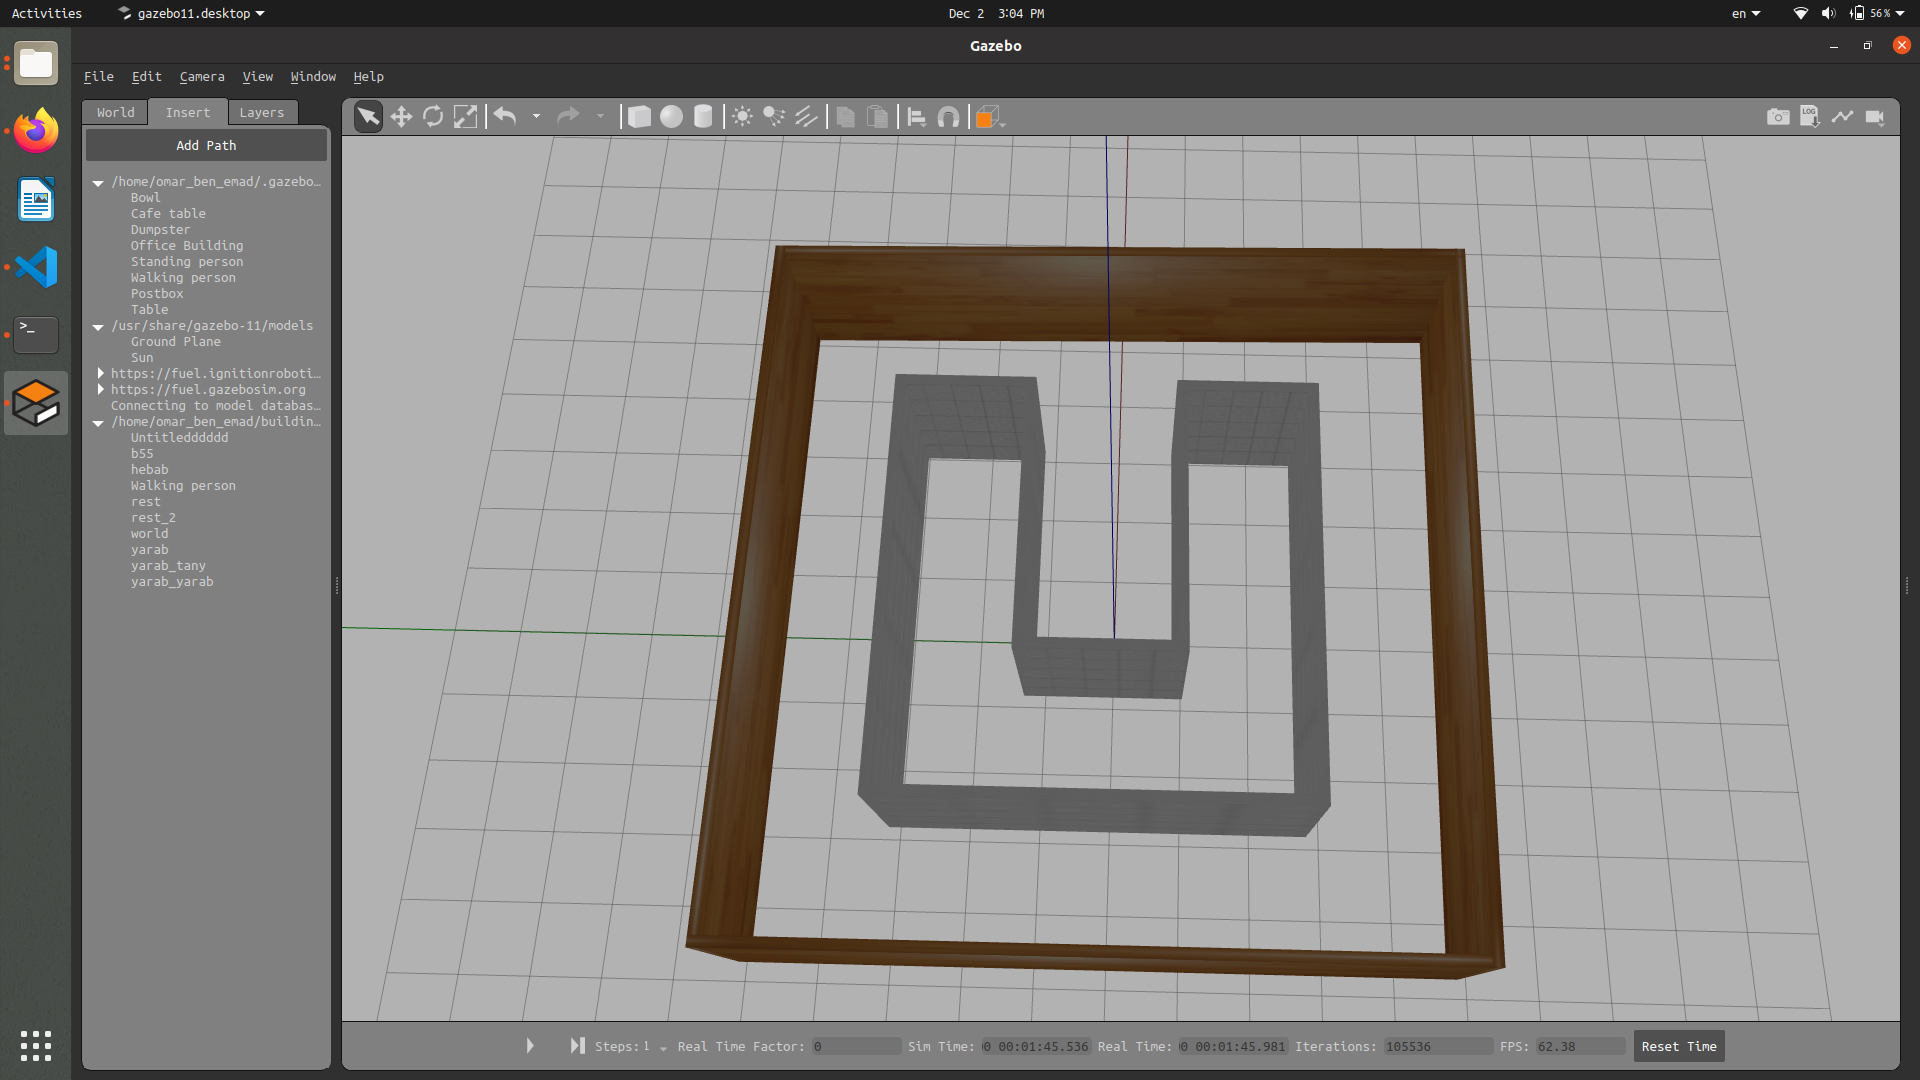 Activities gazebo11.desktop Dec 2 3:04 PM en 56%
Gazebo
File Edit Camera View Window Help
World Insert Layers
LOG
Add Path
/home/omar_ben_emad/.gazebo…
Bowl
Cafe table
Dumpster
Office Building
Standing person
Walking person
Postbox
Table
/usr/share/gazebo-11/models
Ground Plane
Sun
https://fuel.ignitionroboti…
https://fuel.gazebosim.org
Connecting to model databas…
/home/omar_ben_emad/buildin…
Untitledddddd
b55
hebab
Walking person
rest
rest_2
world
yarab
yarab_tany
yarab_yarab
Steps: 1 Real Time Factor: 0 Sim Time: 00:01:45.536 Real Time: 00:01:45.981 Iterations: 105536 FPS: 62.38 Reset Time